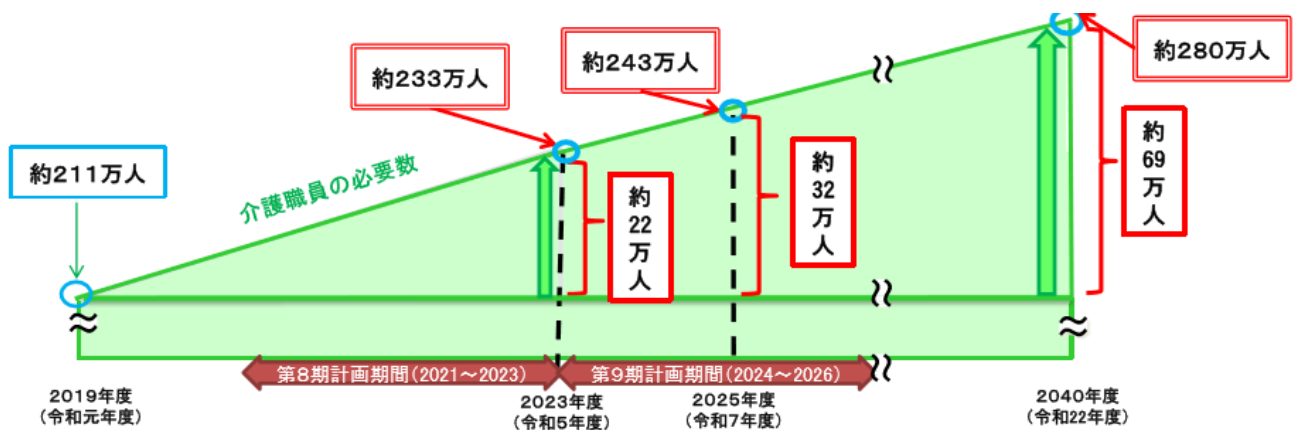 約280万人
約243万人
約233万人
約211万人
介護職員の必要数
約
22
万
人
約
32
万
人
約
69
万
人
第8期計画期間(2021～2023)
第9期計画期間(2024～2026)
2019年度
(令和元年度)
2023年度
(令和5年度)
2025年度
(令和7年度)
2040年度
(令和22年度)